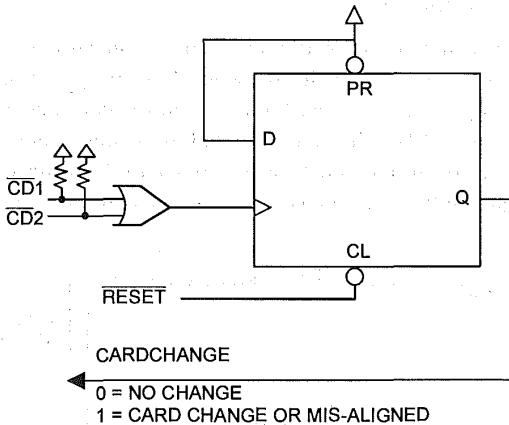 PR
D
CD1
CD2
Q
CL
RESET
CARDCHANGE
0 = NO CHANGE
1 = CARD CHANGE OR MIS-ALIGNED